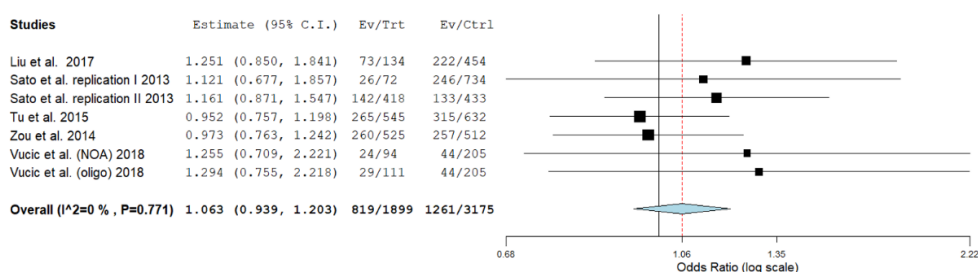 Studies Estimate (95% C.I.) Ev/Trt Ev/Ctrl
Liu et al. 2017 1.251 (0.850, 1.841) 73/134 222/454
Sato et al. replication I 2013 1.121 (0.677, 1.857) 26/72 246/734
Sato et al. replication II 2013 1.161 (0.871, 1.547) 142/418 133/433
Tu et al. 2015 0.952 (0.757, 1.198) 265/545 315/632
Zou et al. 2014 0.973 (0.763, 1.242) 260/525 257/512
Vucic et al. (NOA) 2018 1.255 (0.709, 2.221) 24/94 44/205
Vucic et al. (oligo) 2018 1.294 (0.755, 2.218) 29/111 44/205
Overall (I^2=0 % , P=0.771) 1.063 (0.939, 1.203) 819/1899 1261/3175
0.68 1.06 1.35 2.22
Odds Ratio (log scale)